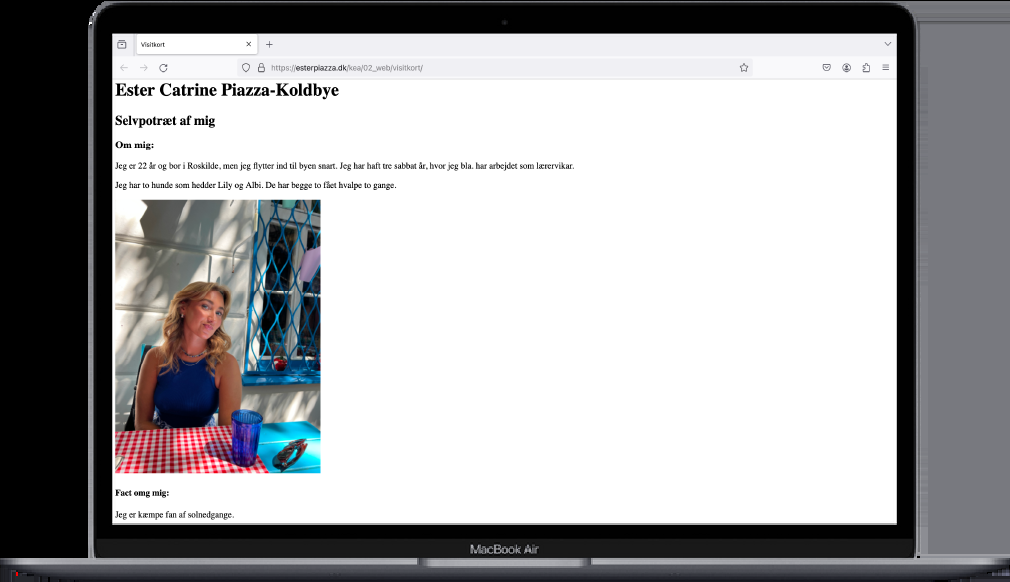 Visitkort
https://esterpiazza.dk/kea/02_web/visitkort/
Ester Catrine Piazza-Koldbye
Selvpotræt af mig
Om mig:
Jeg er 22 år og bor i Roskilde, men jeg flytter ind til byen snart. Jeg har haft tre sabbat år, hvor jeg bla. har arbejdet som lærervikar.
Jeg har to hunde som hedder Lily og Albi. De har begge to fået hvalpe to gange.
Fact omg mig:
Jeg er kæmpe fan af solnedgange.
MacBook Air